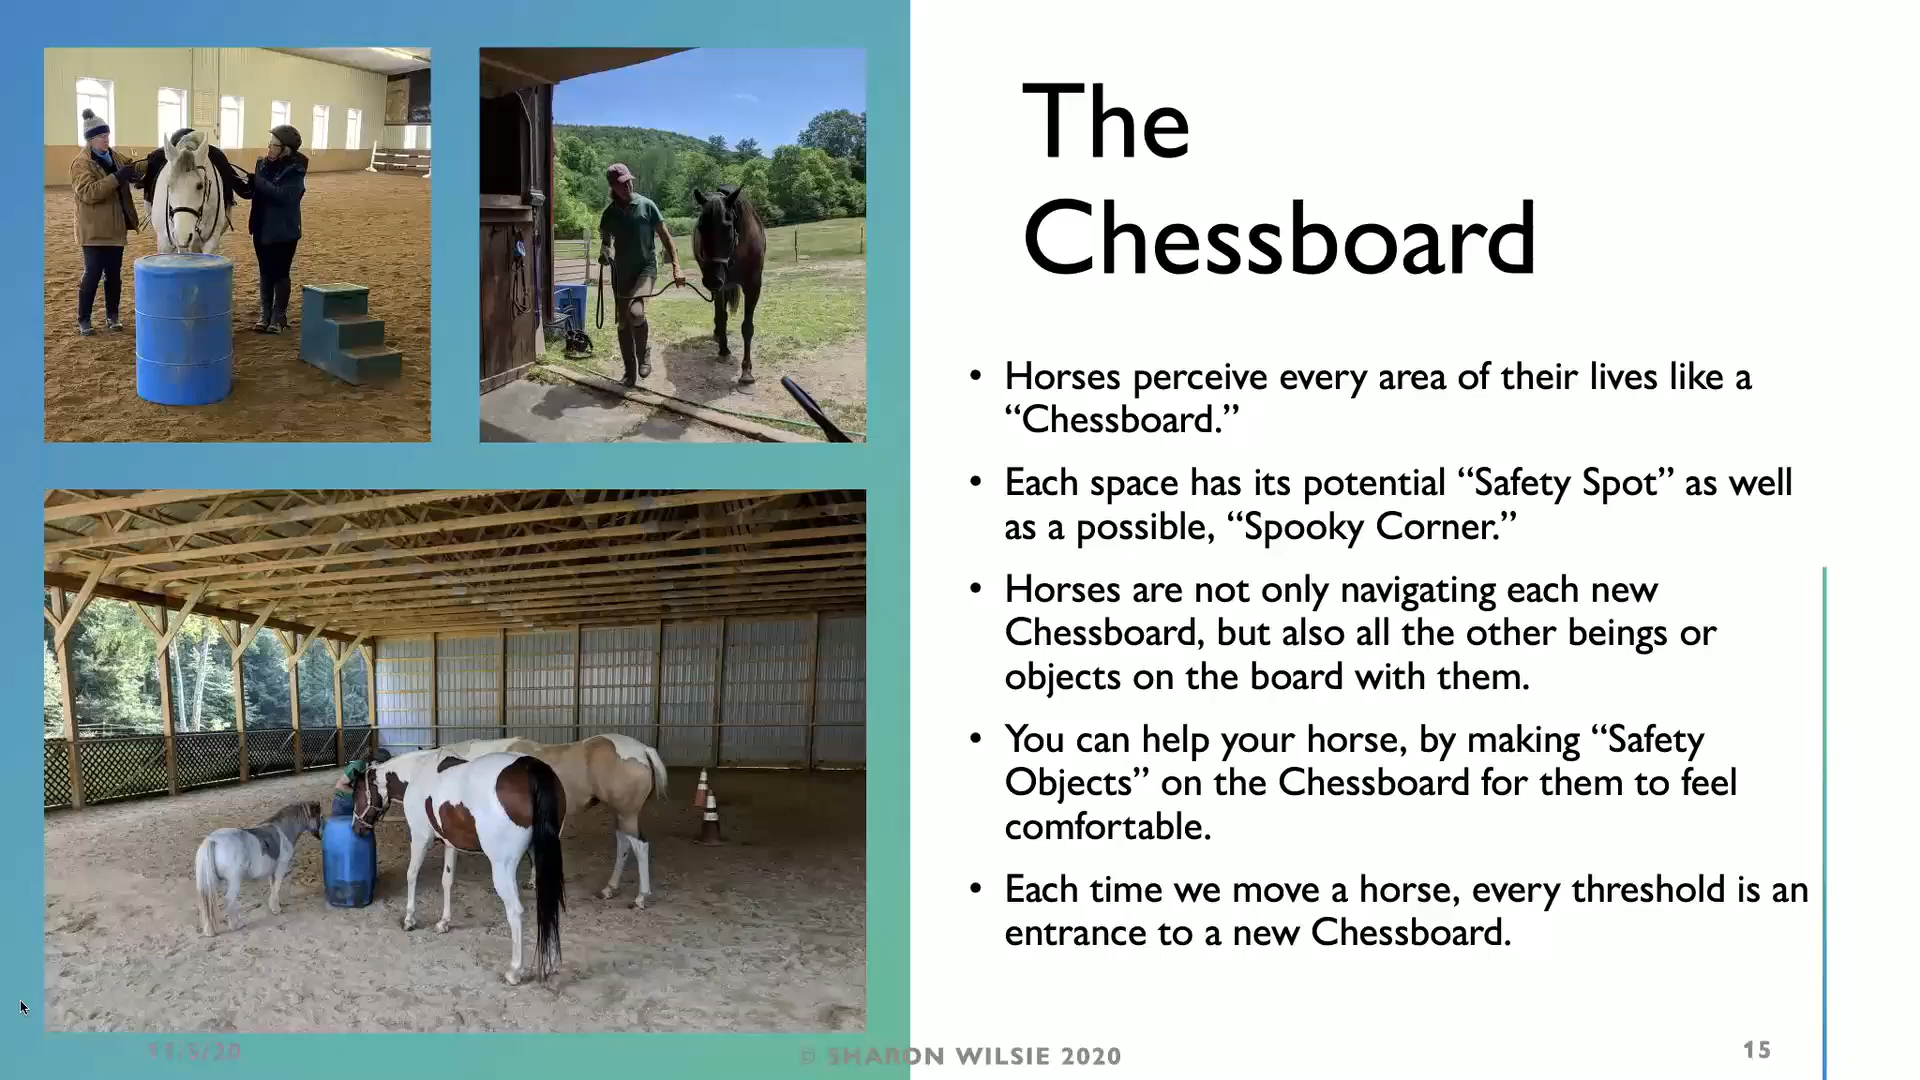 The
Chessboard
• Horses perceive every area of their lives like a
“Chessboard.”
• Each space has its potential “Safety Spot” as well
as a possible, “Spooky Corner.”
• Horses are not only navigating each new
Chessboard, but also all the other beings or
objects on the board with them.
• You can help your horse, by making “Safety
Objects” on the Chessboard for them to feel
comfortable.
• Each time we move a horse, every threshold is an
entrance to a new Chessboard.
© SHARON WILSIE 2020
15